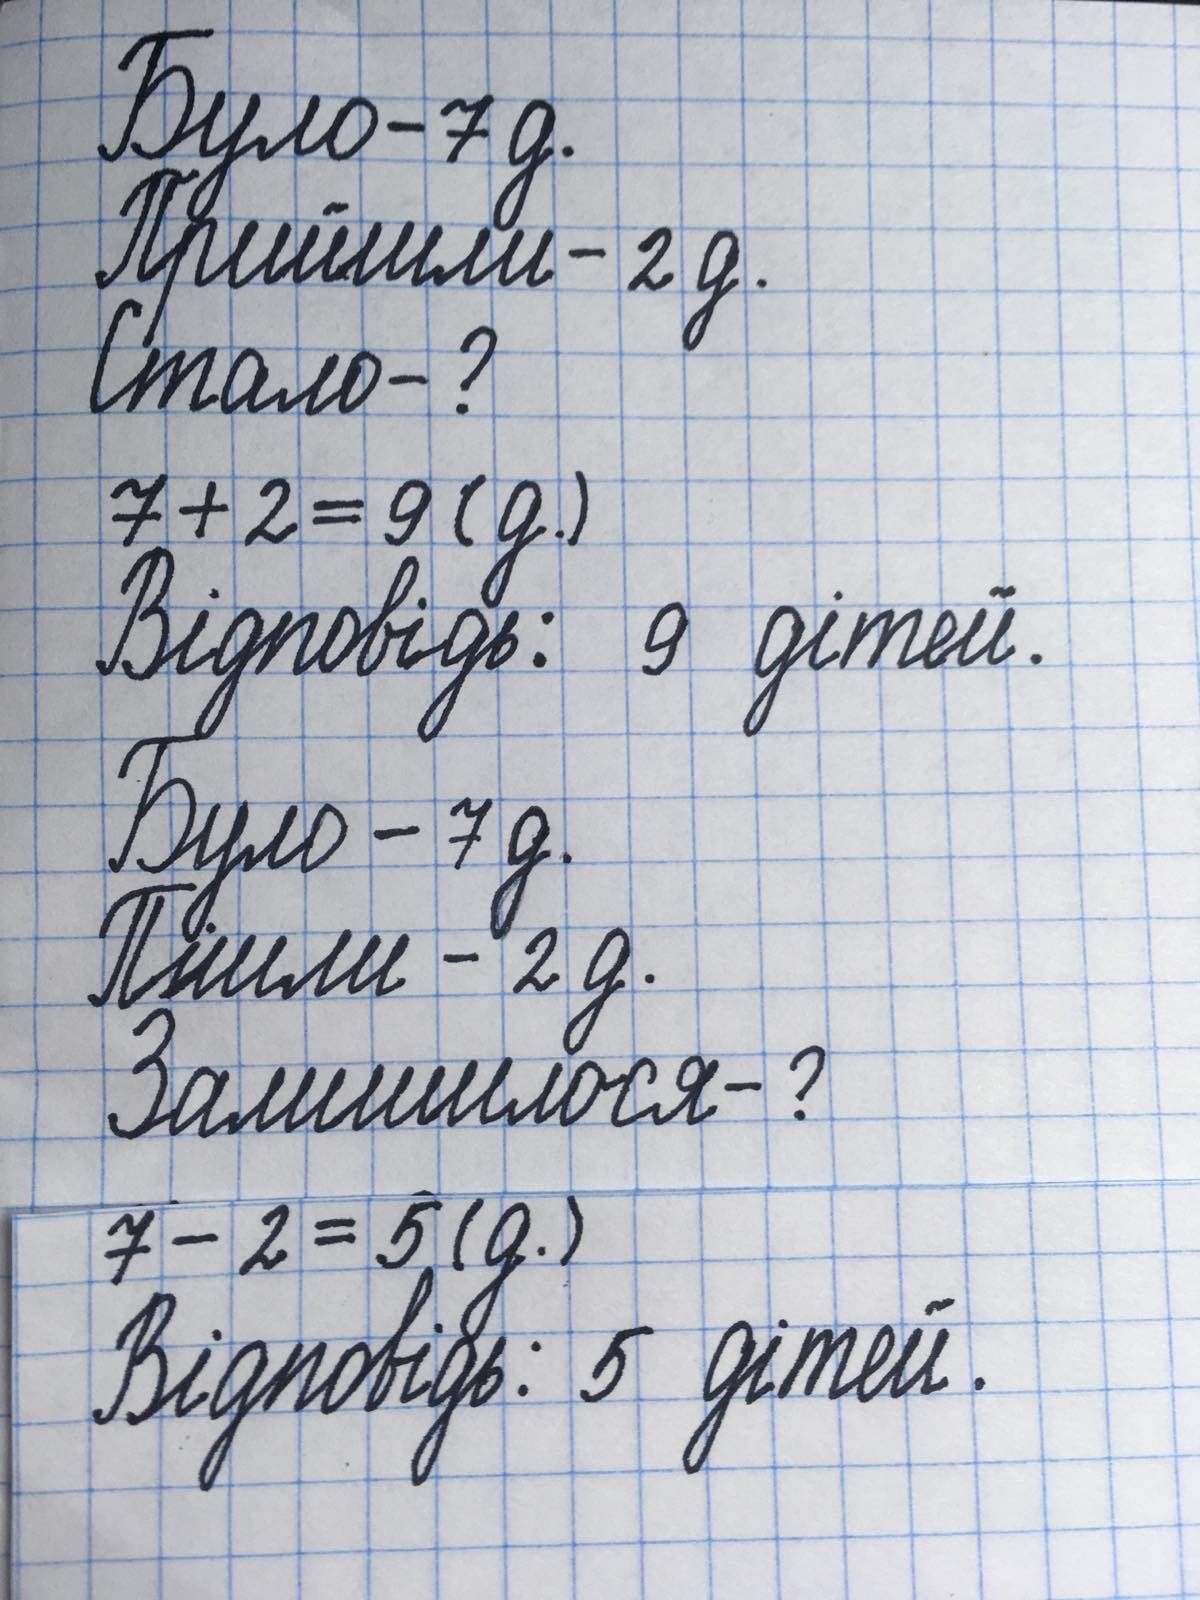 Було - 7 д.
Прийшли - 2 д.
Стало - ?
7 + 2 = 9 (д.)
Відповідь: 9 дітей.
Було - 7 д.
Пішли - 2 д.
Залишилося - ?
7 - 2 = 5 (д.)
Відповідь: 5 дітей.